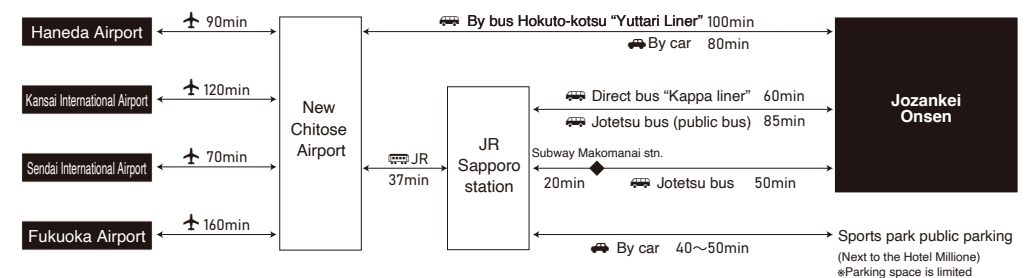 Haneda Airport
90min
Kansai International Airport
120min
Sendai International Airport
70min
Fukuoka Airport
160min
New
Chitose
Airport
By bus Hokuto-kotsu “Yuttari Liner” 100min
By car 80min
JR
37min
JR
Sapporo
station
Direct bus “Kappa liner” 60min
Jotetsu bus (public bus) 85min
Subway Makomanai stn.
20min
Jotetsu bus 50min
By car 40～50min
Jozankei
Onsen
Sports park public parking
(Next to the Hotel Millione)
※Parking space is limited